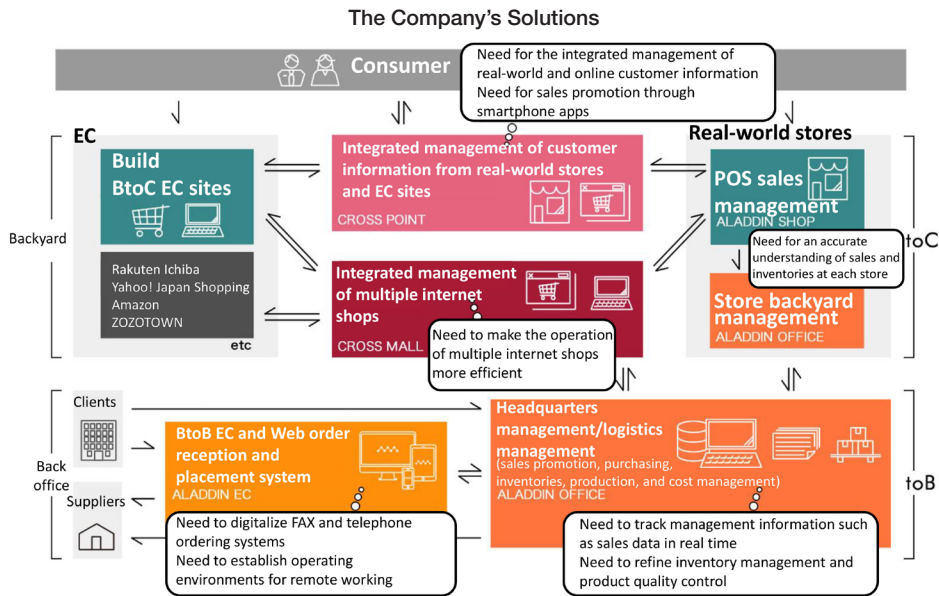 The Company's Solutions
Consumer
Need for the integrated management of
real-world and online customer information
Need for sales promotion through
smartphone apps
EC
Real-world stores
Backyard
Build
BtoC EC sites
Integrated management of customer
information from real-world stores
and EC sites
CROSS POINT
POS sales
management
ALADDIN SHOP
toC
Need for an accurate
understanding of sales and
inventories at each store
Rakuten Ichiba
Yahoo! Japan Shopping
Amazon
ZOZOTOWN
etc
Integrated management
of multiple internet
shops
CROSS MALL
Need to make the operation
of multiple internet shops
more efficient
Store backyard
management
ALADDIN OFFICE
Back
office
Clients
Suppliers
BtoB EC and Web order
reception and
placement system
ALADDIN EC
Need to digitalize FAX and telephone
ordering systems
Need to establish operating
environments for remote working
Headquarters
management/logistics
management
(sales promotion, purchasing,
inventories, production, and cost management)
ALADDIN OFFICE
toB
Need to track management information such
as sales data in real time
Need to refine inventory management and
product quality control